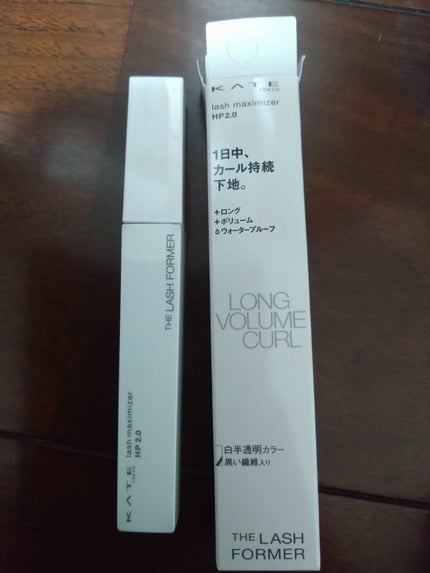 KATE
TOKYO
lash maximizer
HP2.0
1日中、
カール持続
下地。
+ロング
+ボリューム
ウォータープルーフ
LONG
VOLUME
CURL
白半透明カラー
黒い繊維入り
THE LASH
FORMER
THE LASH FORMER
KATE
TOKYO
lash maximizer
HP 2.0